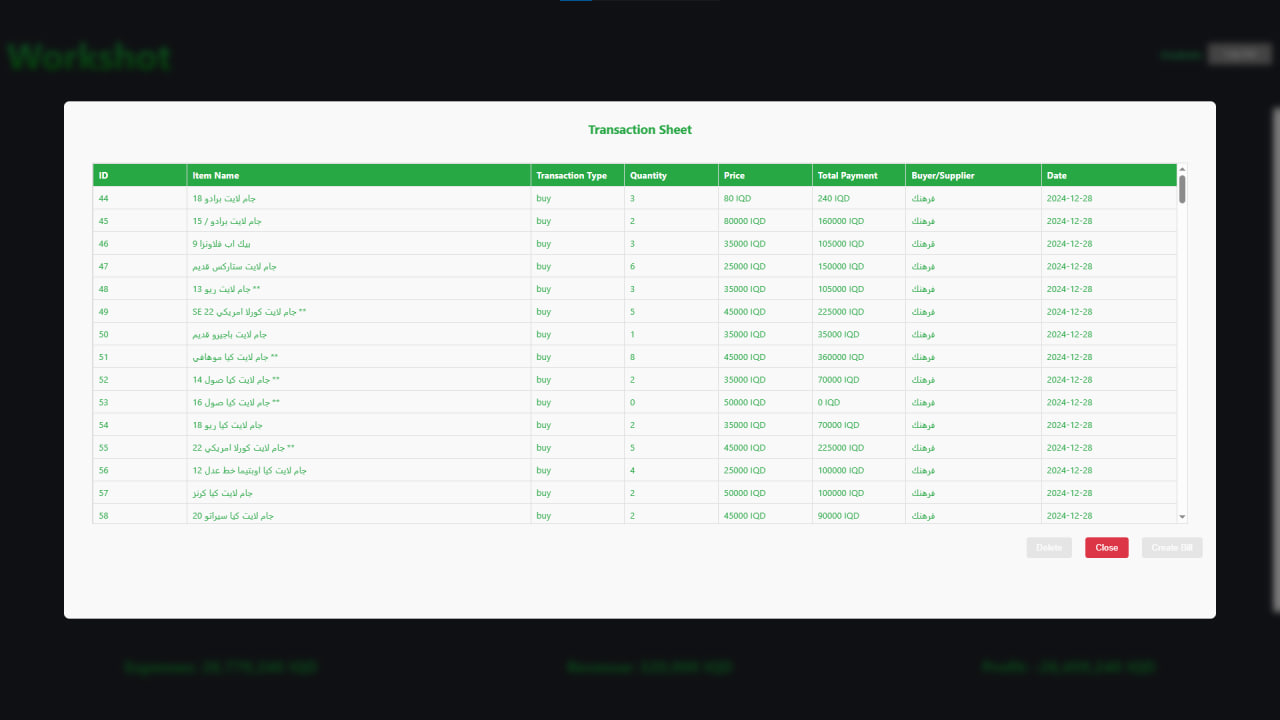 Workshot
Transaction Sheet
ID Item Name Transaction Type Quantity Price Total Payment Buyer/Supplier Date
44 جام لايت برادو 18 buy 3 80 IQD 240 IQD فرهنك 2024-12-28
45 جام لايت برادو / 15 buy 2 80000 IQD 160000 IQD فرهنك 2024-12-28
46 بيك اب فلاونزا 9 buy 3 35000 IQD 105000 IQD فرهنك 2024-12-28
47 جام لايت ستاركس قديم buy 6 25000 IQD 150000 IQD فرهنك 2024-12-28
48 جام لايت ريو 13 ** buy 3 35000 IQD 105000 IQD فرهنك 2024-12-28
49 SE 22 جام لايت كورلا امريكي ** buy 5 45000 IQD 225000 IQD فرهنك 2024-12-28
50 جام لايت باجيرو قديم buy 1 35000 IQD 35000 IQD فرهنك 2024-12-28
51 جام لايت كيا موهافي ** buy 8 45000 IQD 360000 IQD فرهنك 2024-12-28
52 جام لايت كيا صول 14 ** buy 2 35000 IQD 70000 IQD فرهنك 2024-12-28
53 جام لايت كيا صول 16 ** buy 0 50000 IQD 0 IQD فرهنك 2024-12-28
54 جام لايت كيا ريو 18 buy 2 35000 IQD 70000 IQD فرهنك 2024-12-28
55 جام لايت كورلا امريكي 22 ** buy 5 45000 IQD 225000 IQD فرهنك 2024-12-28
56 جام لايت كيا اوبتيما خط عدل 12 buy 4 25000 IQD 100000 IQD فرهنك 2024-12-28
57 جام لايت كيا كرنز buy 2 50000 IQD 100000 IQD فرهنك 2024-12-28
58 جام لايت كيا سيراتو 20 buy 2 45000 IQD 90000 IQD فرهنك 2024-12-28
Delete Close Create Bill